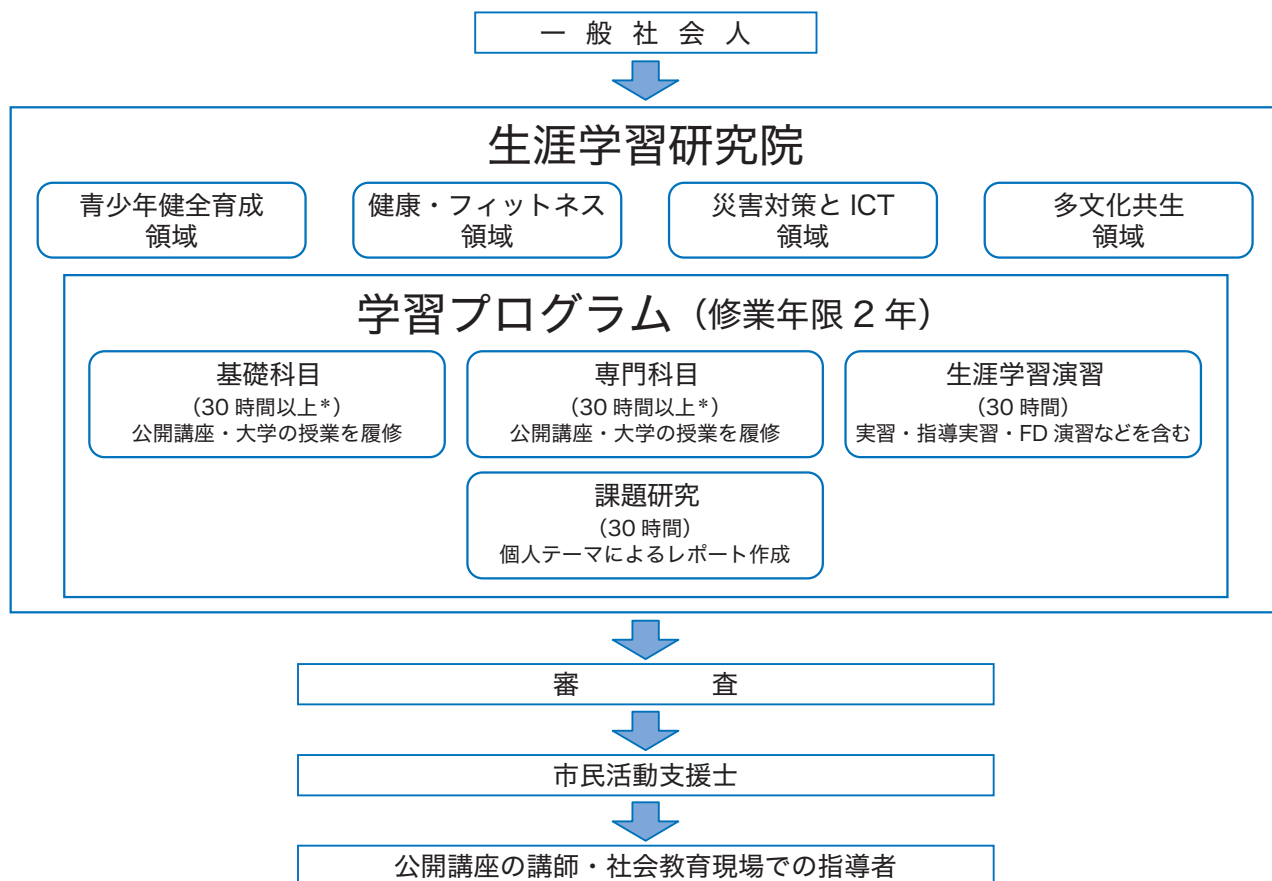 一般社会人
生涯学習研究院
青少年健全育成
領域
健康・フィットネス
領域
災害対策と ICT
領域
多文化共生
領域
学習プログラム（修業年限 2 年）
基礎科目
（30 時間以上*）
公開講座・大学の授業を履修
専門科目
（30 時間以上*）
公開講座・大学の授業を履修
生涯学習演習
（30 時間）
実習・指導実習・FD 演習などを含む
課題研究
（30 時間）
個人テーマによるレポート作成
審査
市民活動支援士
公開講座の講師・社会教育現場での指導者